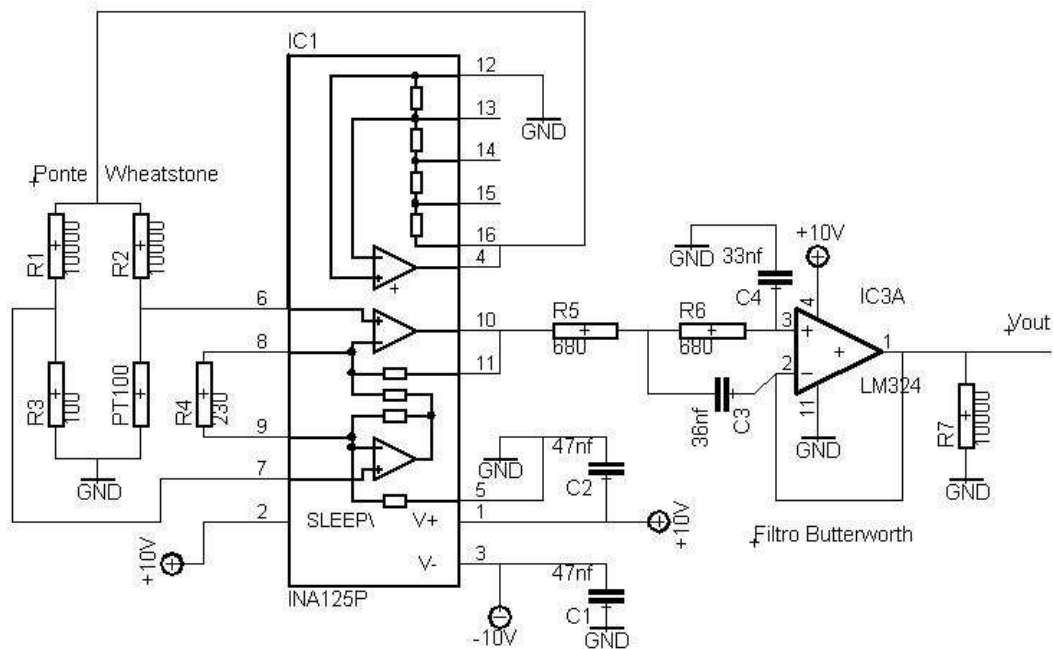 IC1
12
GND
13
14
15
16
4
Ponte Wheatstone
R1
10000
R2
10000
6
8
R3
100
PT100
R4
230
9
7
GND
2
+10V
SLEEP\
V+
V-
INA125P
10
11
5
1
3
GND
47nf
C2
+10V
47nf
C1
GND
-10V
R5
680
R6
680
GND
33nf
C4
+10V
4
IC3A
3
2
1
11
LM324
36nf
C3
GND
Vout
R7
10000
GND
Filtro Butterworth